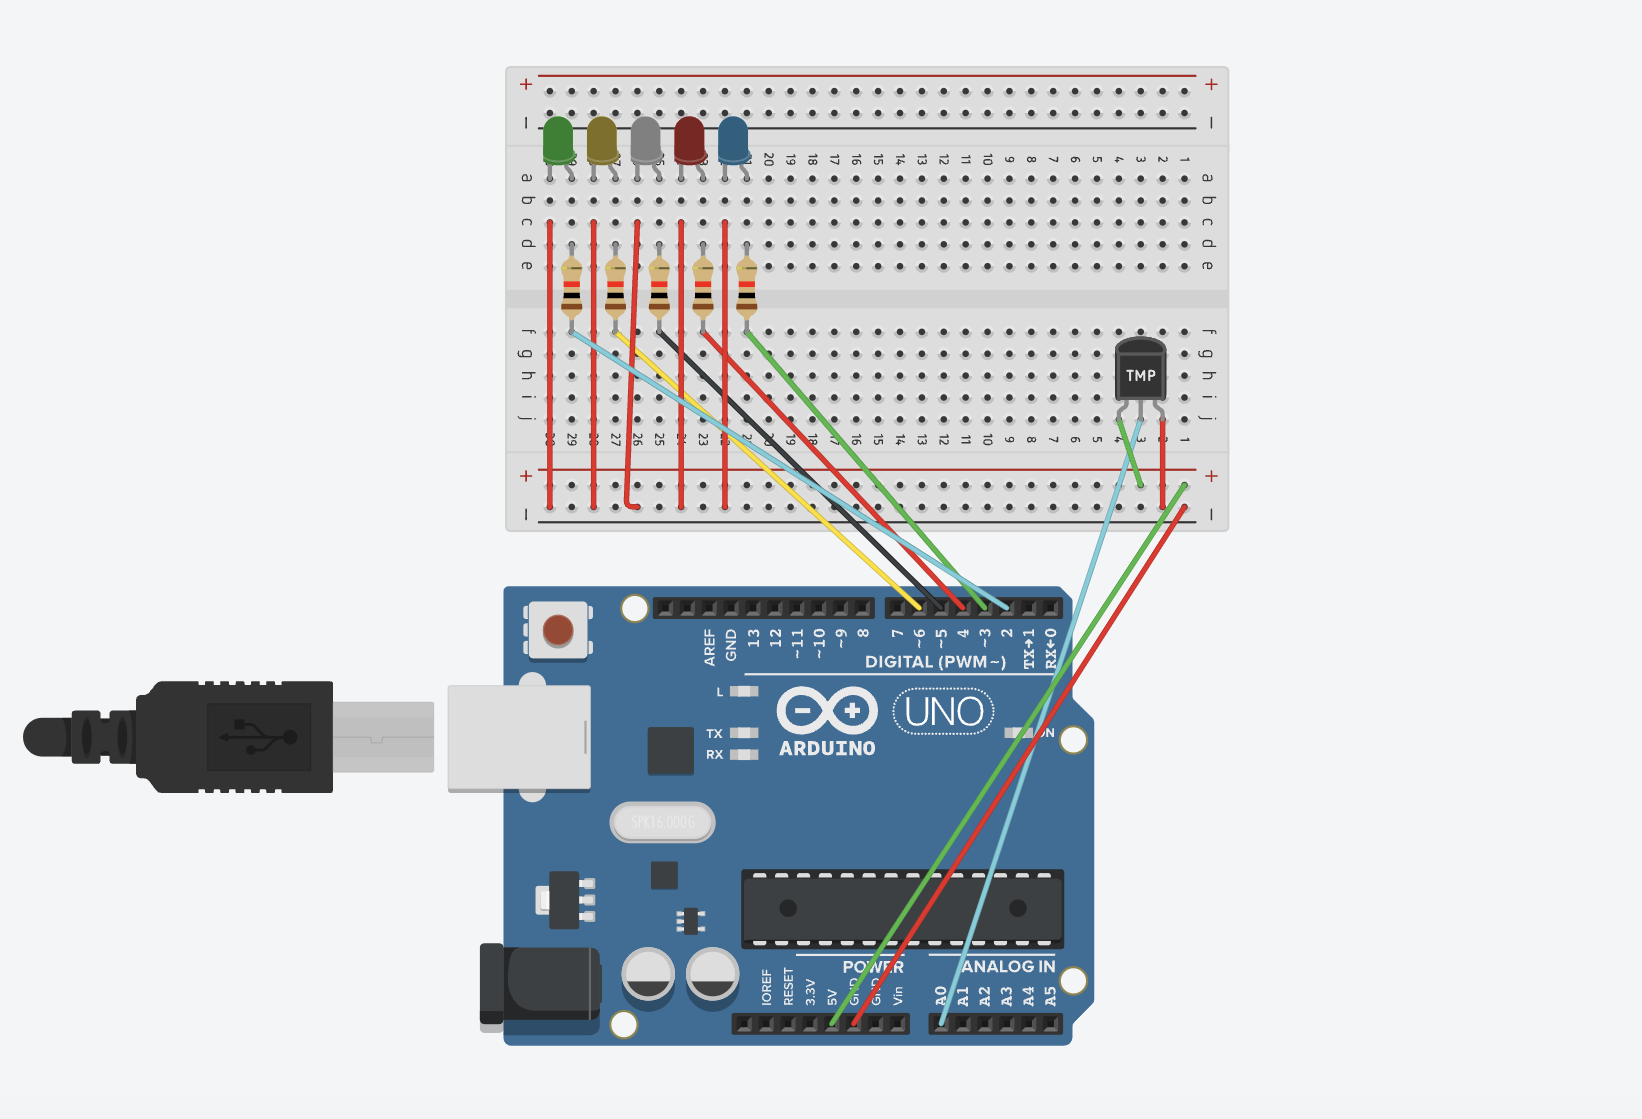 + +
− −
20 19 18 17 16 15 14 13 12 11 10 9 8 7 6 5 4 3 2 1
a a
b b
c c
d d
e e
f f
g g
TMP
h h
i i
j j
29 27 26 25 23 19 18 17 16 15 14 13 12 11 10 9 8 7 6 5 4 3 2 1
+ +
− −
AREF GND 13 12 ~11 ~10 ~9 8 7 ~6 ~5 4 ~3 2 TX→1 RX←0
DIGITAL (PWM~)
L
UNO
TX
ON
ARDUINO
RX
SPK16.000G
POWER ANALOG IN
IOREF RESET 3.3V 5V GND GND Vin A0 A1 A2 A3 A4 A5